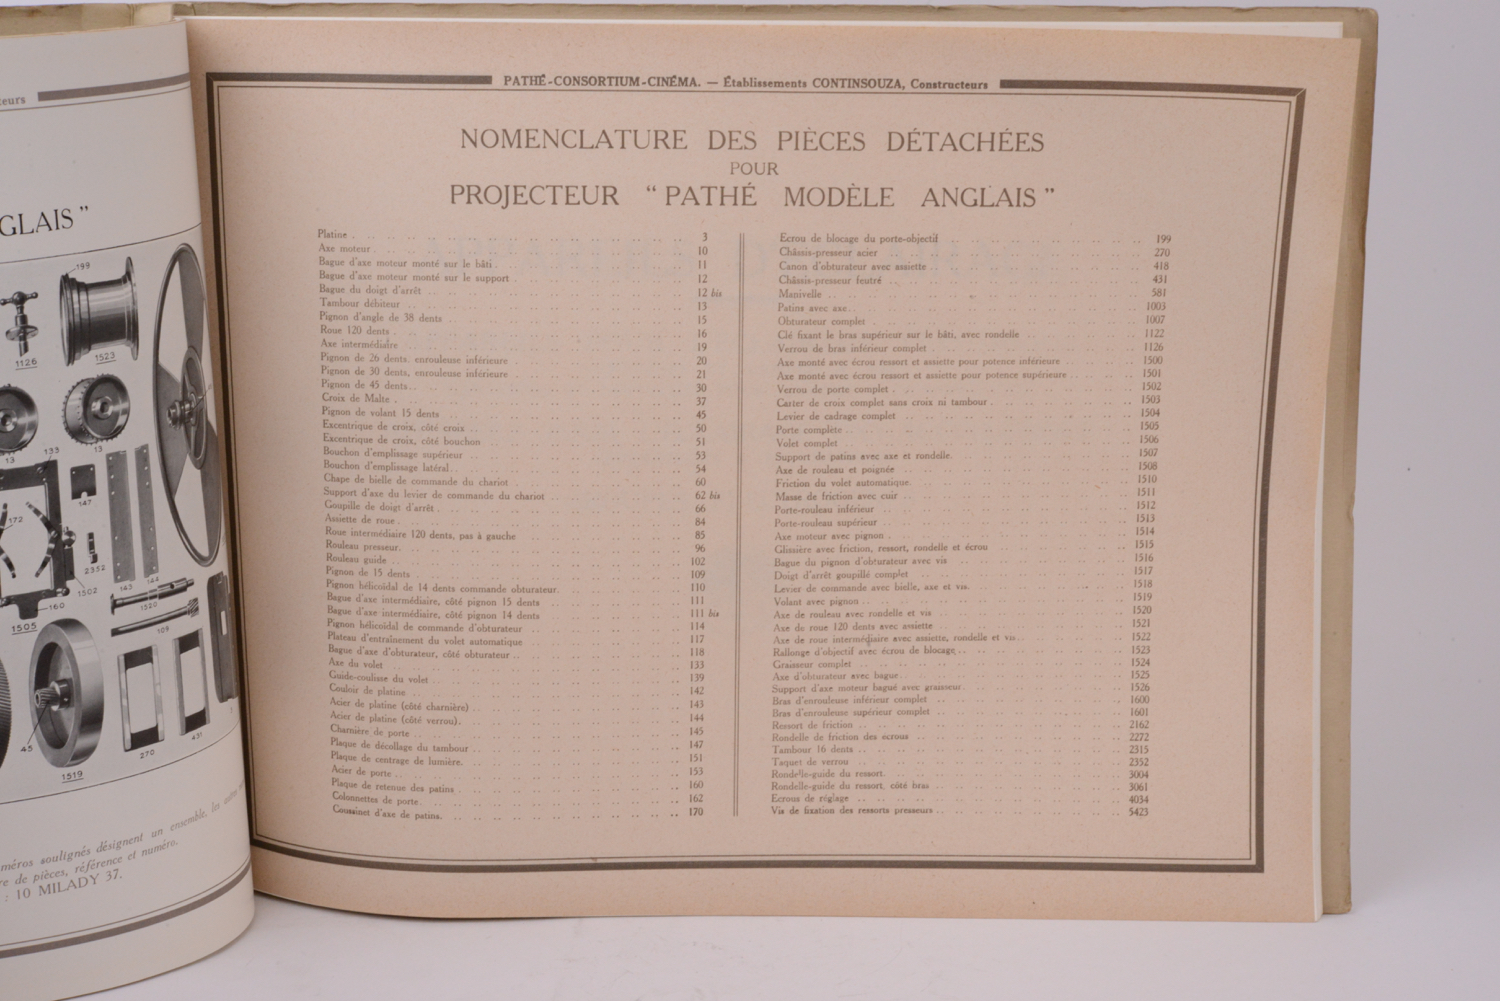 teurs
GLAIS"
199
1126
1523
13
13
133
147
172
2352
143
144
1502
160
1520
1505
109
45
270
431
1519
méros soulignés désignent un ensemble, les autres
re de pièces, référence et numéro.
: 10 MILADY 37.
PATHÉ-CONSORTIUM-CINÉMA. — Établissements CONTINSOUZA, Constructeurs
NOMENCLATURE DES PIÈCES DÉTACHÉES
POUR
PROJECTEUR "PATHÉ MODÈLE ANGLAIS"
Platine 3
Axe moteur 10
Bague d'axe moteur monté sur le bâti 11
Bague d'axe moteur monté sur le support 12
Bague du doigt d'arrêt 12 bis
Tambour débiteur 13
Pignon d'angle de 38 dents 15
Roue 120 dents 16
Axe intermédiaire 19
Pignon de 26 dents, enrouleuse inférieure 20
Pignon de 30 dents, enrouleuse inférieure 21
Pignon de 45 dents 30
Croix de Malte 37
Pignon de volant 15 dents 45
Excentrique de croix, côté croix 50
Excentrique de croix, côté bouchon 51
Bouchon d'emplissage supérieur 53
Bouchon d'emplissage latéral 54
Chape de bielle de commande du chariot 60
Support d'axe du levier de commande du chariot 62 bis
Goupille de doigt d'arrêt 66
Assiette de roue 84
Roue intermédiaire 120 dents, pas à gauche 85
Rouleau presseur 96
Rouleau guide 102
Pignon de 15 dents 109
Pignon hélicoïdal de 14 dents commande obturateur 110
Bague d'axe intermédiaire, côté pignon 15 dents 111
Bague d'axe intermédiaire, côté pignon 14 dents 111 bis
Pignon hélicoïdal de commande d'obturateur 114
Plateau d'entraînement du volet automatique 117
Bague d'axe d'obturateur, côté obturateur 118
Axe du volet 133
Guide-coulisse du volet 139
Couloir de platine 142
Acier de platine (côté charnière) 143
Acier de platine (côté verrou) 144
Charnière de porte 145
Plaque de décollage du tambour 147
Plaque de centrage de lumière 151
Acier de porte 153
Plaque de retenue des patins 160
Colonnettes de porte 162
Coussinet d'axe de patins 170
Ecrou de blocage du porte-objectif 199
Châssis-presseur acier 270
Canon d'obturateur avec assiette 418
Châssis-presseur feutré 431
Manivelle 581
Patins avec axe 1003
Obturateur complet 1007
Clé fixant le bras supérieur sur le bâti, avec rondelle 1122
Verrou de bras inférieur complet 1126
Axe monté avec écrou ressort et assiette pour potence inférieure 1500
Axe monté avec écrou ressort et assiette pour potence supérieure 1501
Verrou de porte complet 1502
Carter de croix complet sans croix ni tambour 1503
Levier de cadrage complet 1504
Porte complète 1505
Volet complet 1506
Support de patins avec axe et rondelle 1507
Axe de rouleau et poignée 1508
Friction du volet automatique 1510
Masse de friction avec cuir 1511
Porte-rouleau inférieur 1512
Porte-rouleau supérieur 1513
Axe moteur avec pignon 1514
Glissière avec friction, ressort, rondelle et écrou 1515
Bague du pignon d'obturateur avec vis 1516
Doigt d'arrêt goupillé complet 1517
Levier de commande avec bielle, axe et vis 1518
Volant avec pignon 1519
Axe de rouleau avec rondelle et vis 1520
Axe de roue 120 dents avec assiette 1521
Axe de roue intermédiaire avec assiette, rondelle et vis 1522
Rallonge d'objectif avec écrou de blocage 1523
Graisseur complet 1524
Axe d'obturateur avec bague 1525
Support d'axe moteur bagué avec graisseur 1526
Bras d'enrouleuse inférieur complet 1600
Bras d'enrouleuse supérieur complet 1601
Ressort de friction 2162
Rondelle de friction des écrous 2272
Tambour 16 dents 2315
Taquet de verrou 2352
Rondelle-guide du ressort 3004
Rondelle-guide du ressort, côté bras 3061
Ecrous de réglage 4034
Vis de fixation des ressorts presseurs 5423